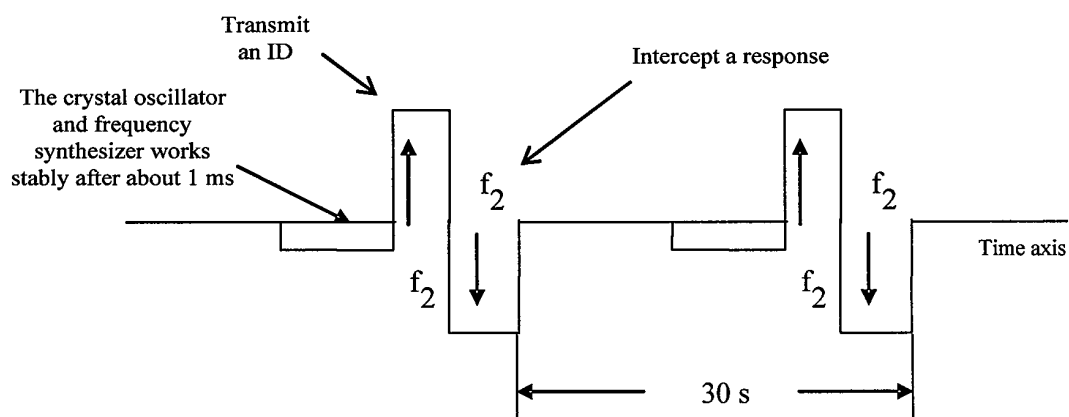 Transmit
an ID
Intercept a response
The crystal oscillator
and frequency
synthesizer works
stably after about 1 ms
f2
f2
f2
Time axis
30 s